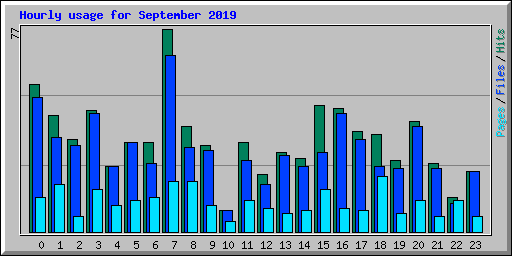 Hourly usage for September 2019
77
Pages/Files/Hits
0 1 2 3 4 5 6 7 8 9 10 11 12 13 14 15 16 17 18 19 20 21 22 23